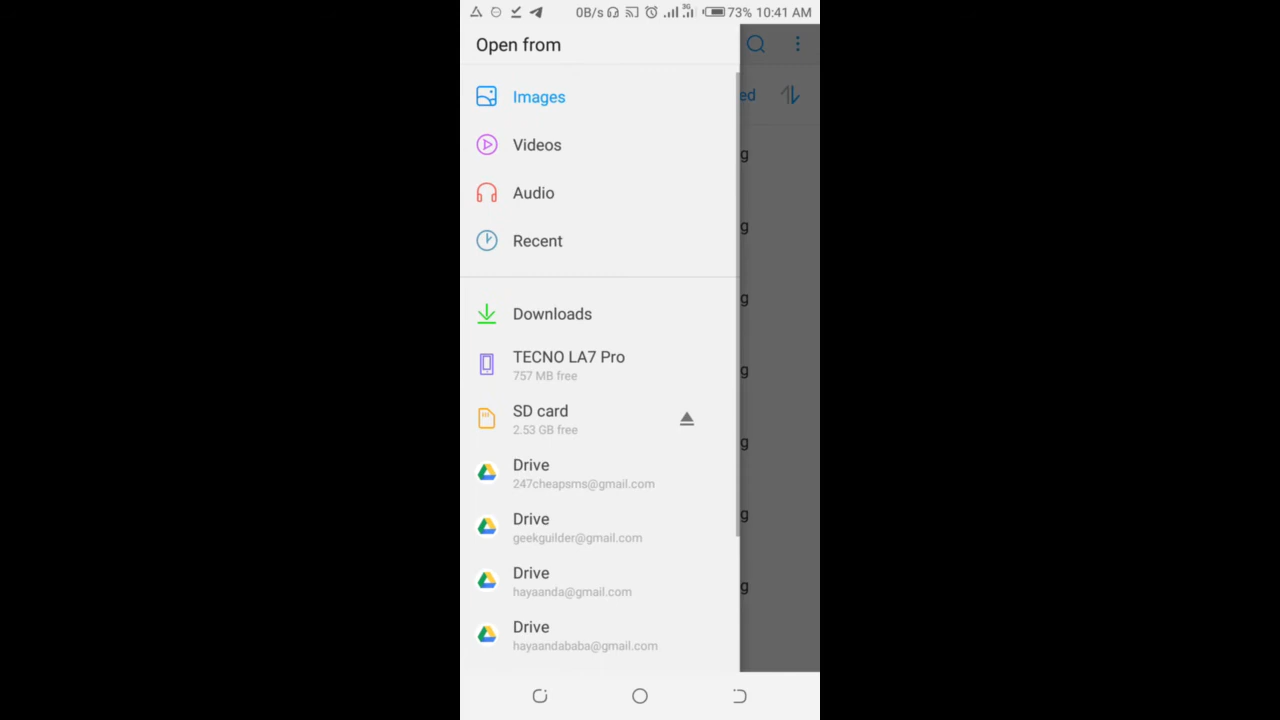 0B/s 3G 73% 10:41 AM
Open from
Images
ed
Videos
g
Audio
g
Recent
g
Downloads
TECNO LA7 Pro
757 MB free
g
SD card
2.53 GB free
g
Drive
247cheapsms@gmail.com
g
Drive
geekguilder@gmail.com
Drive
hayaanda@gmail.com
g
Drive
hayaandababa@gmail.com